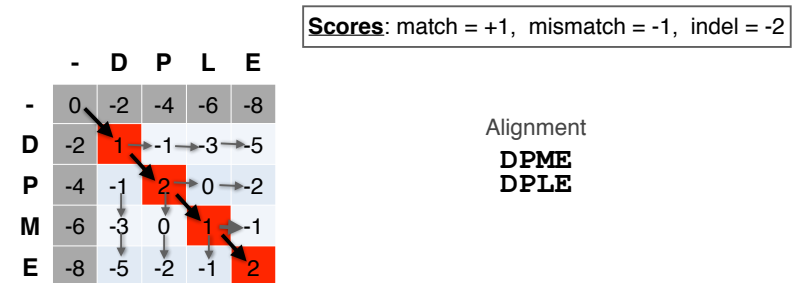 Scores: match = +1, mismatch = -1, indel = -2
- D P L E
- 0 -2 -4 -6 -8
D -2 1 -1 -3 -5
P -4 -1 2 0 -2
M -6 -3 0 1 -1
E -8 -5 -2 -1 2
Alignment
DPME
DPLE